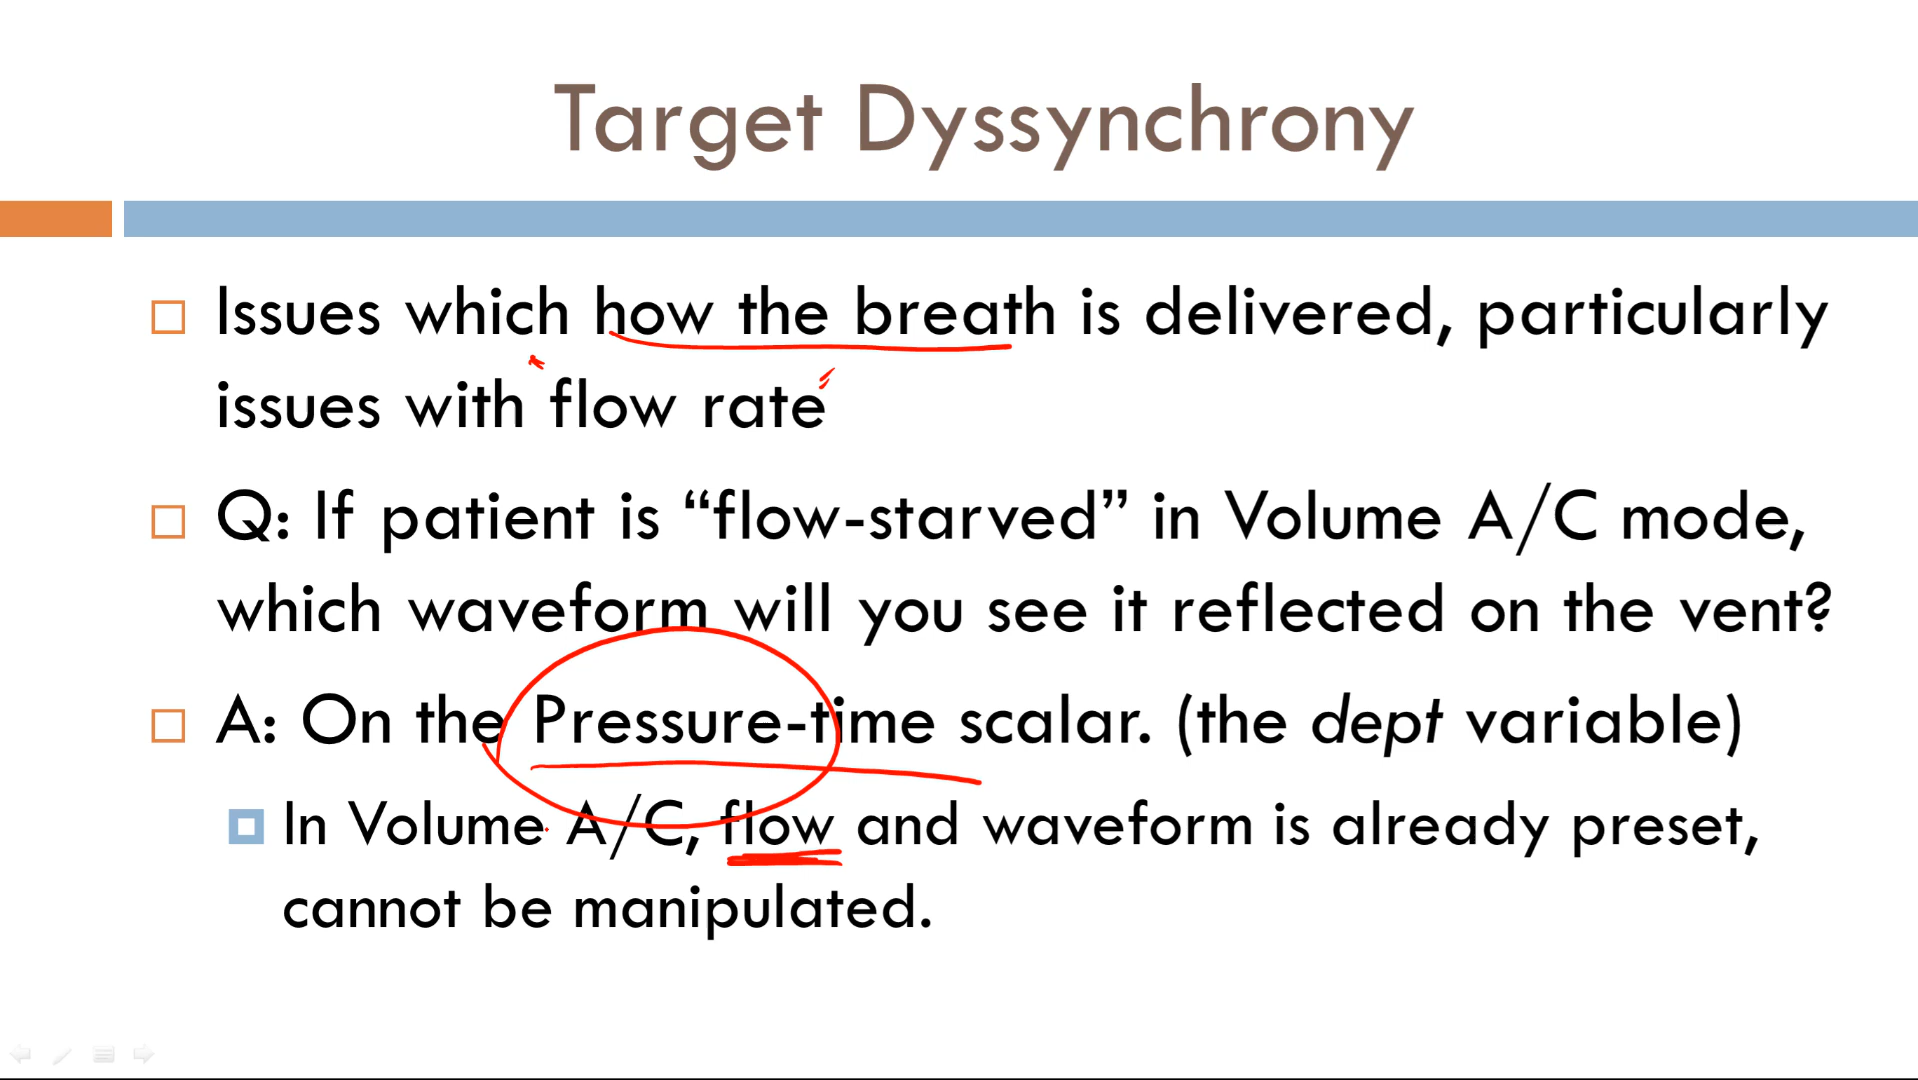 Target Dyssynchrony
Issues which how the breath is delivered, particularly
issues with flow rate
Q: If patient is “flow-starved” in Volume A/C mode,
which waveform will you see it reflected on the vent?
A: On the Pressure-time scalar. (the dept variable)
In Volume A/C, flow and waveform is already preset,
cannot be manipulated.